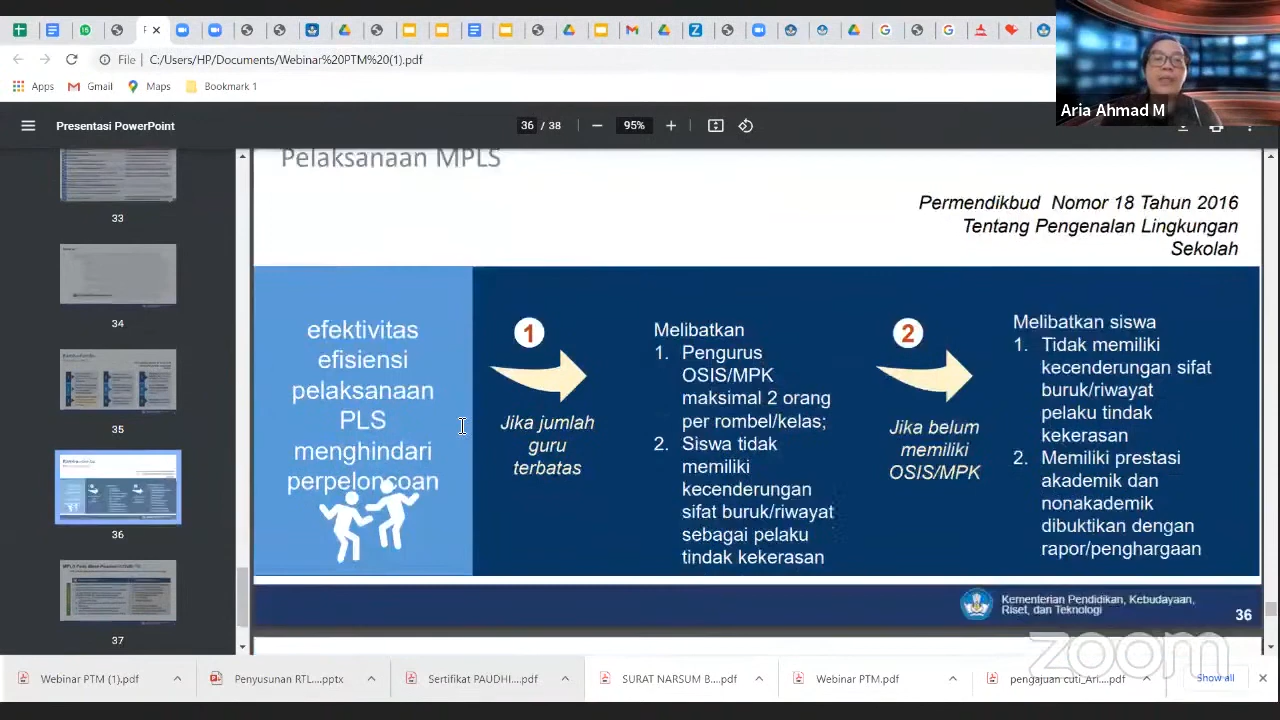 File C:/Users/HP/Documents/Webinar%20PTM%20(1).pdf
Apps Gmail Maps Bookmark 1
Aria Ahmad M
Presentasi PowerPoint 36 / 38 95%
33
34
35
36
37
Pelaksanaan MPLS
Permendikbud Nomor 18 Tahun 2016
Tentang Pengenalan Lingkungan
Sekolah
efektivitas
efisiensi
pelaksanaan
PLS
menghindari
perpeloncoan
1
Jika jumlah
guru
terbatas
Melibatkan
1. Pengurus
OSIS/MPK
maksimal 2 orang
per rombel/kelas;
2. Siswa tidak
memiliki
kecenderungan
sifat buruk/riwayat
sebagai pelaku
tindak kekerasan
2
Jika belum
memiliki
OSIS/MPK
Melibatkan siswa
1. Tidak memiliki
kecenderungan sifat
buruk/riwayat
pelaku tindak
kekerasan
2. Memiliki prestasi
akademik dan
nonakademik
dibuktikan dengan
rapor/penghargaan
Kementerian Pendidikan, Kebudayaan,
Riset, dan Teknologi
36
zoom
Webinar PTM (1).pdf Penyusunan RTL....pptx Sertifikat PAUDHI....pdf SURAT NARSUM B....pdf Webinar PTM.pdf pengajuan cuti_Ari....pdf Show all